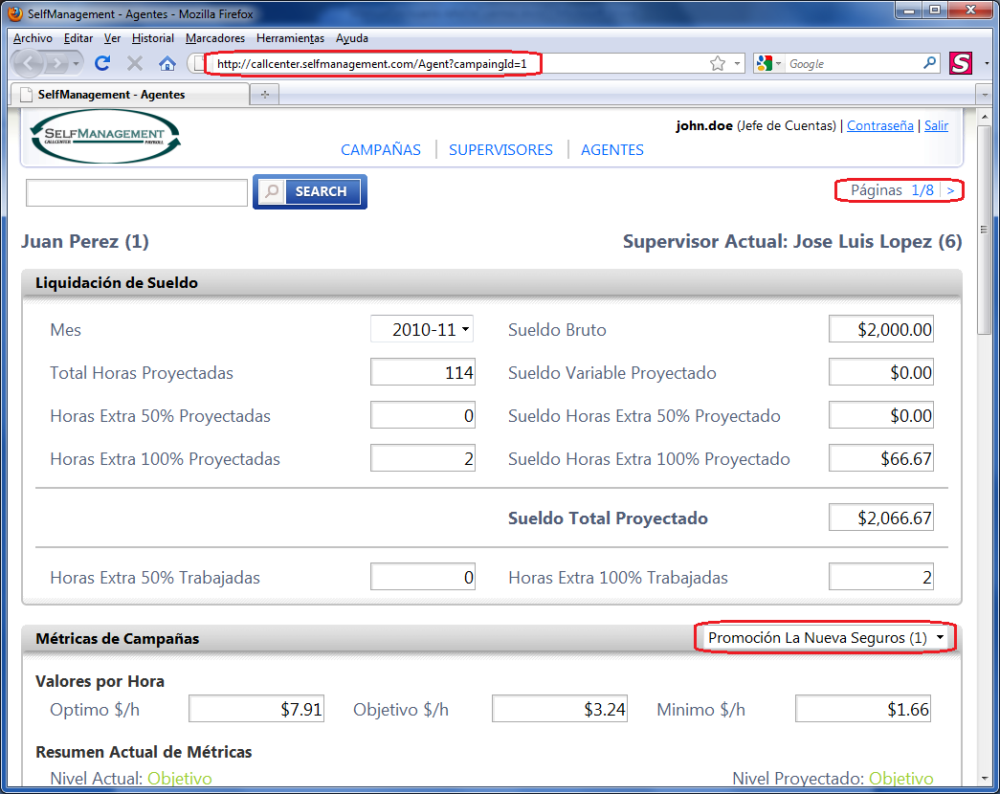 SelfManagement - Agentes - Mozilla Firefox
Archivo Editar Ver Historial Marcadores Herramientas Ayuda
http://callcenter.selfmanagement.com/Agent?campaingId=1 Google S
SelfManagement - Agentes
SELFMANAGEMENT
CALLCENTER PAYROLL
john.doe (Jefe de Cuentas) | Contraseña | Salir
CAMPAÑAS SUPERVISORES AGENTES
SEARCH Páginas 1/8 >
Juan Perez (1) Supervisor Actual: Jose Luis Lopez (6)
Liquidación de Sueldo
Mes 2010-11 Sueldo Bruto $2,000.00
Total Horas Proyectadas 114 Sueldo Variable Proyectado $0.00
Horas Extra 50% Proyectadas 0 Sueldo Horas Extra 50% Proyectado $0.00
Horas Extra 100% Proyectadas 2 Sueldo Horas Extra 100% Proyectado $66.67
Sueldo Total Proyectado $2,066.67
Horas Extra 50% Trabajadas 0 Horas Extra 100% Trabajadas 2
Métricas de Campañas Promoción La Nueva Seguros (1)
Valores por Hora
Optimo $/h $7.91 Objetivo $/h $3.24 Minimo $/h $1.66
Resumen Actual de Métricas
Nivel Actual: Objetivo Nivel Proyectado: Objetivo